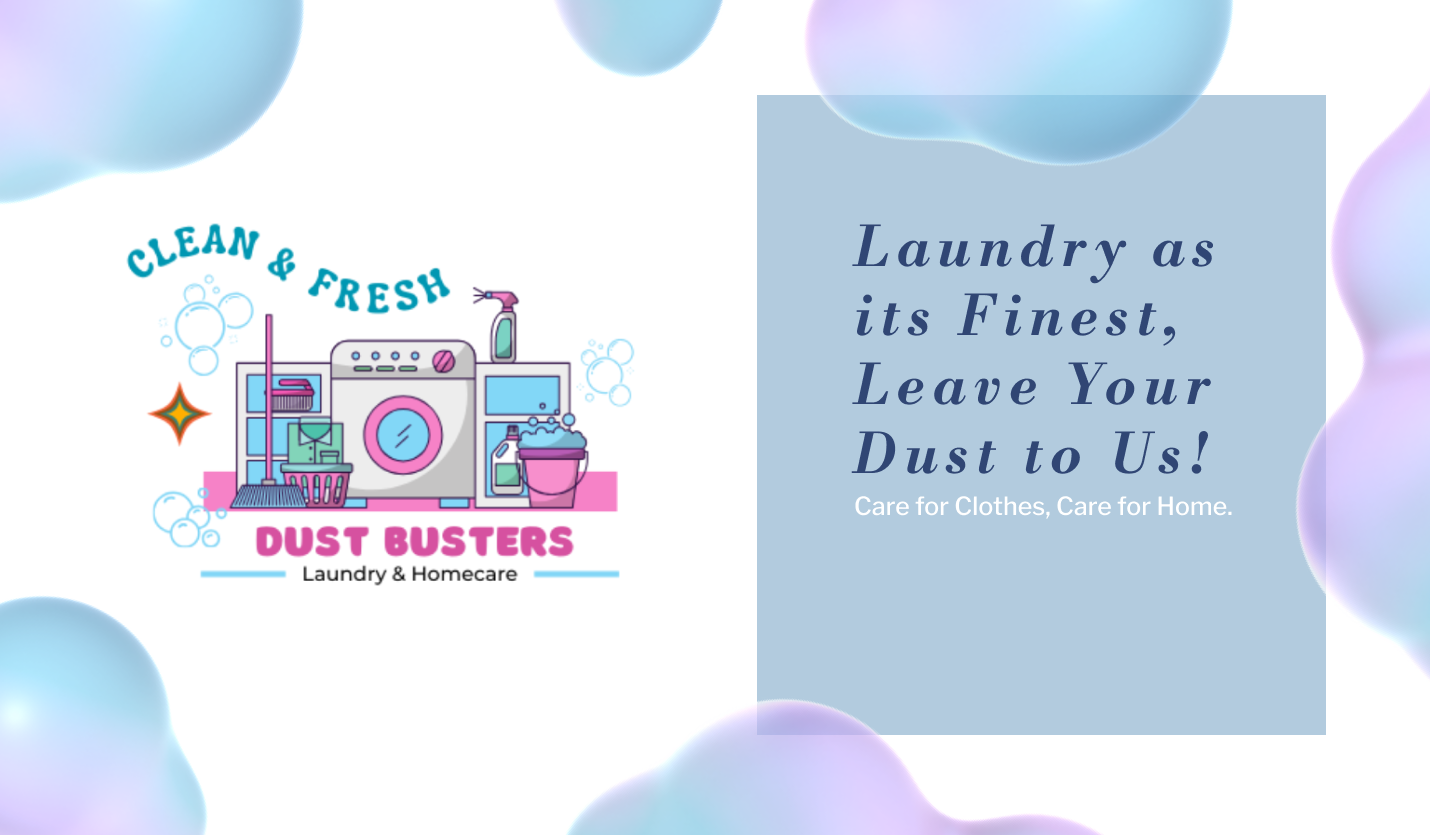 CLEAN & FRESH
DUST BUSTERS
Laundry & Homecare
Laundry as
its Finest,
Leave Your
Dust to Us!
Care for Clothes, Care for Home.